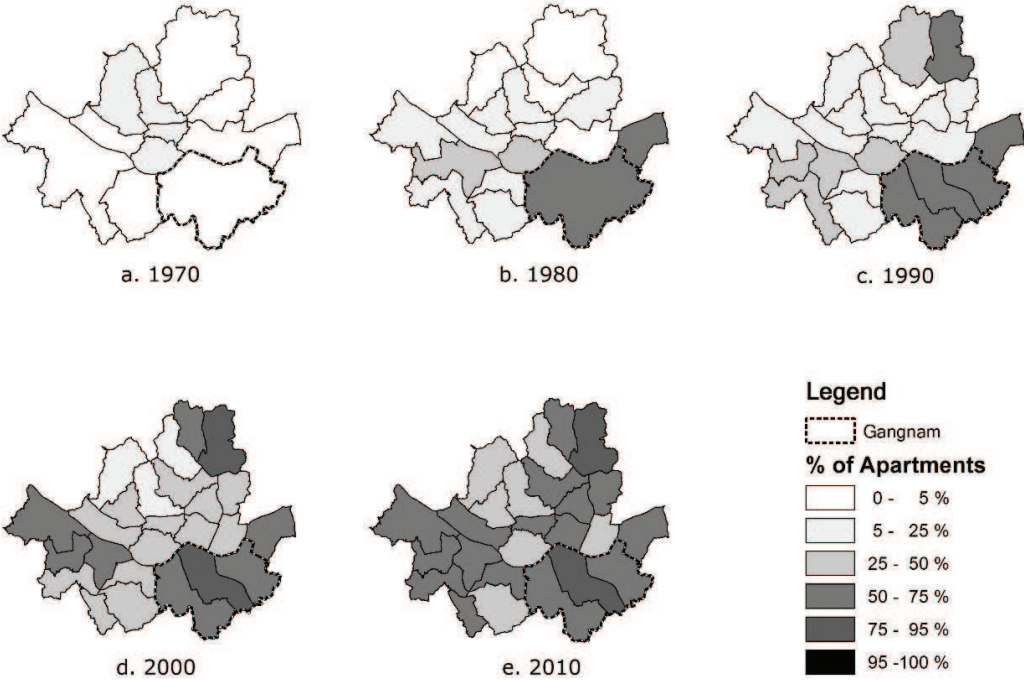 a. 1970
b. 1980
c. 1990
d. 2000
e. 2010
Legend
Gangnam
% of Apartments
0 - 5 %
5 - 25 %
25 - 50 %
50 - 75 %
75 - 95 %
95 -100 %